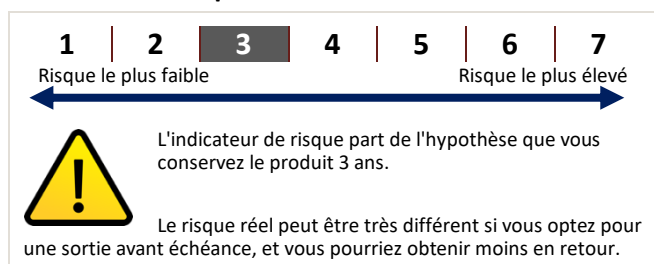 1 2 3 4 5 6 7
Risque le plus faible Risque le plus élevé
L'indicateur de risque part de l'hypothèse que vous
conservez le produit 3 ans.
Le risque réel peut être très différent si vous optez pour
une sortie avant échéance, et vous pourriez obtenir moins en retour.